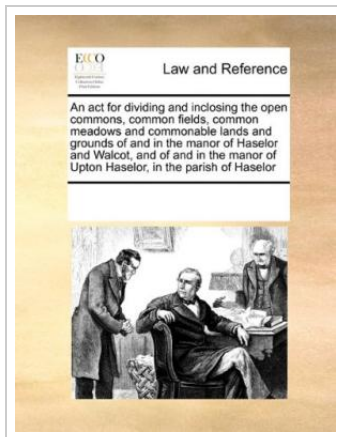 ECCO
Law and Reference
An act for dividing and inclosing the open
commons, common fields, common
meadows and commonable lands and
grounds of and in the manor of Haselor
and Walcot, and of and in the manor of
Upton Haselor, in the parish of Haselor